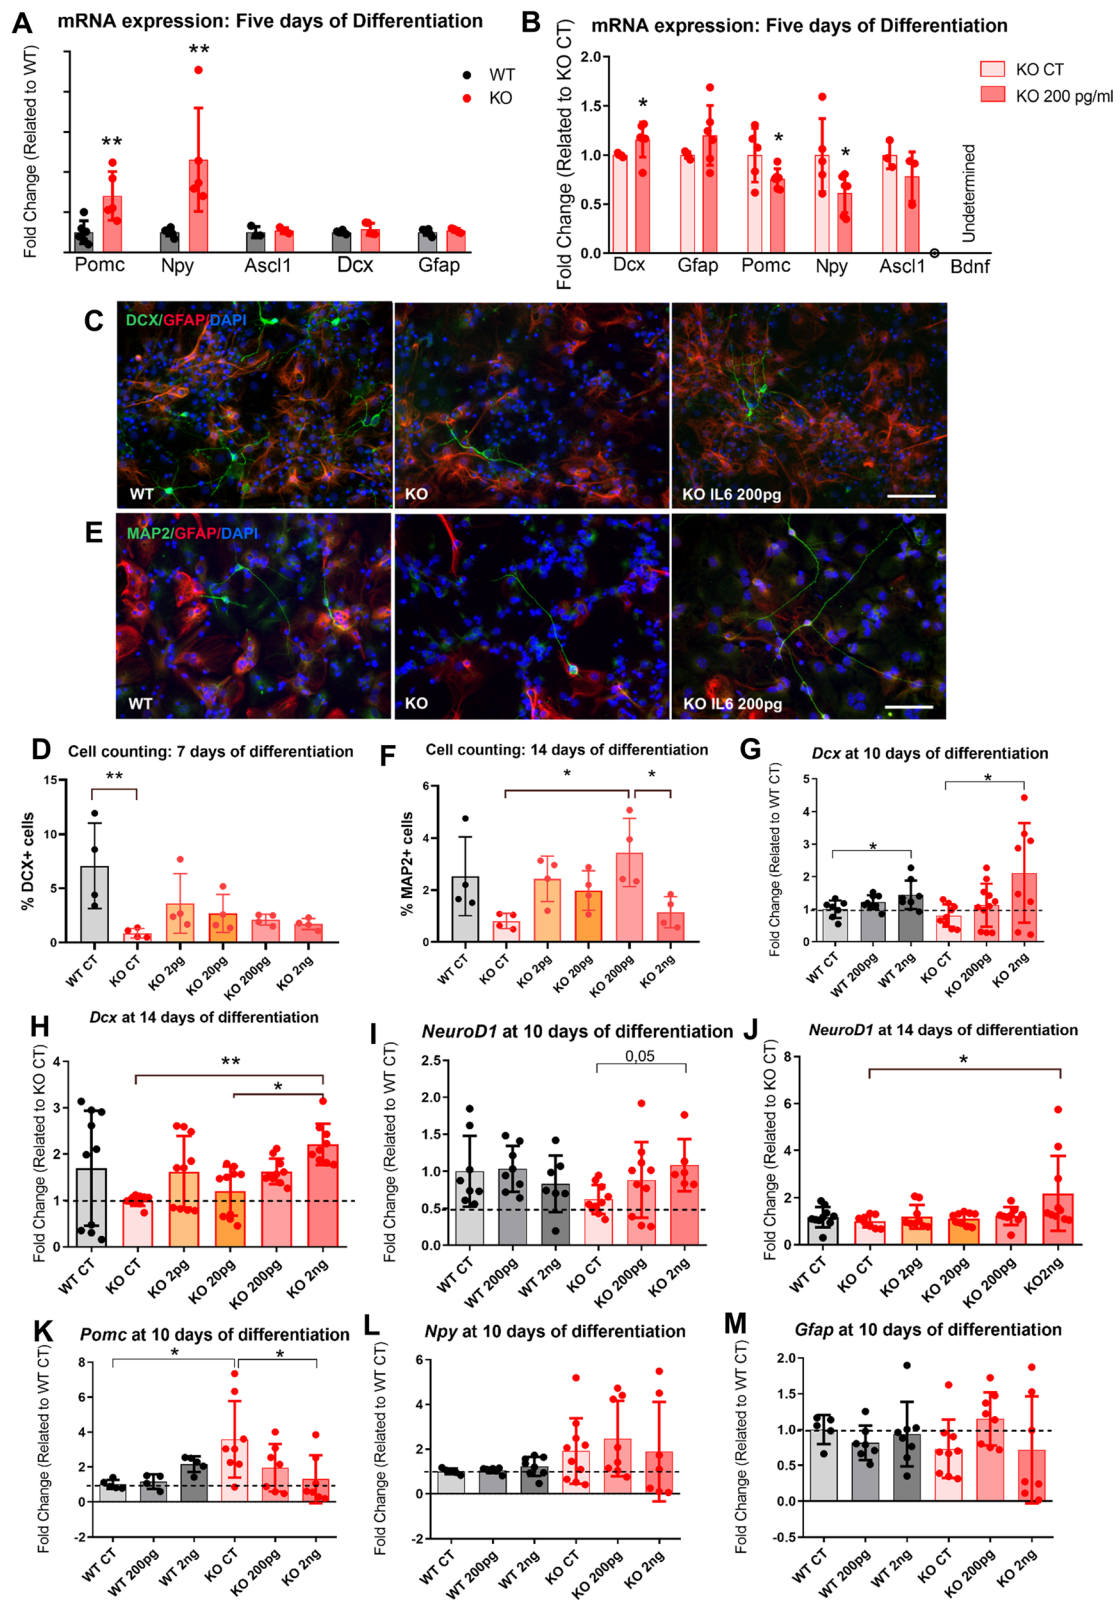 A
mRNA expression: Five days of Differentiation
Fold Change (Related to WT)
**
**
WT
KO
Pomc
Npy
Ascl1
Dcx
Gfap
B
mRNA expression: Five days of Differentiation
Fold Change (Related to KO CT)
2.0
1.5
1.0
0.5
0.0
*
*
*
KO CT
KO 200 pg/ml
Undetermined
Dcx
Gfap
Pomc
Npy
Ascl1
Bdnf
C
DCX/GFAP/DAPI
WT
KO
KO IL6 200pg
E
MAP2/GFAP/DAPI
WT
KO
KO IL6 200pg
D
Cell counting: 7 days of differentiation
% DCX+ cells
15
10
5
0
**
WT CT
KO CT
KO 2pg
KO 20pg
KO 200pg
KO 2ng
F
Cell counting: 14 days of differentiation
% MAP2+ cells
6
4
2
0
*
*
WT CT
KO CT
KO 2pg
KO 20pg
KO 200pg
KO 2ng
G
Dcx at 10 days of differentiation
Fold Change (Related to WT CT)
5
4
3
2
1
0
*
*
WT CT
WT 200pg
WT 2ng
KO CT
KO 200pg
KO 2ng
H
Dcx at 14 days of differentiation
Fold Change (Related to KO CT)
4
3
2
1
0
**
*
WT CT
KO CT
KO 2pg
KO 20pg
KO 200pg
KO 2ng
I
NeuroD1 at 10 days of differentiation
Fold Change (Related to WT CT)
2.5
2.0
1.5
1.0
0.5
0.0
0,05
WT CT
WT 200pg
WT 2ng
KO CT
KO 200pg
KO 2ng
J
NeuroD1 at 14 days of differentiation
Fold Change (Related to KO CT)
8
6
4
2
0
*
WT CT
KO CT
KO 2pg
KO 20pg
KO 200pg
KO2ng
K
Pomc at 10 days of differentiation
Fold Change (Related to WT CT)
8
6
4
2
0
-2
*
*
WT CT
WT 200pg
WT 2ng
KO CT
KO 200pg
KO 2ng
L
Npy at 10 days of differentiation
Fold Change (Related to WT CT)
6
4
2
0
-2
WT CT
WT 200pg
WT 2ng
KO CT
KO 200pg
KO 2ng
M
Gfap at 10 days of differentiation
Fold Change (Related to WT CT)
2.0
1.5
1.0
0.5
0.0
-0.5
WT CT
WT 200pg
WT 2ng
KO CT
KO 200pg
KO 2ng